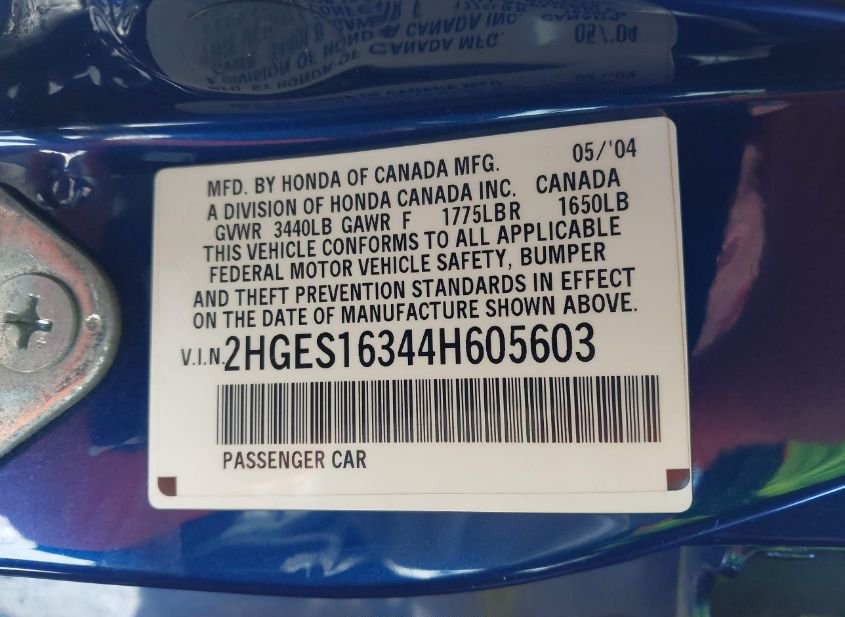 MFD. BY HONDA OF CANADA MFG. 05/'04
A DIVISION OF HONDA CANADA INC. CANADA
GVWR 3440LB GAWR F 1775LBR 1650LB
THIS VEHICLE CONFORMS TO ALL APPLICABLE
FEDERAL MOTOR VEHICLE SAFETY, BUMPER
AND THEFT PREVENTION STANDARDS IN EFFECT
ON THE DATE OF MANUFACTURE SHOWN ABOVE.
V.I.N. 2HGES16344H605603
PASSENGER CAR